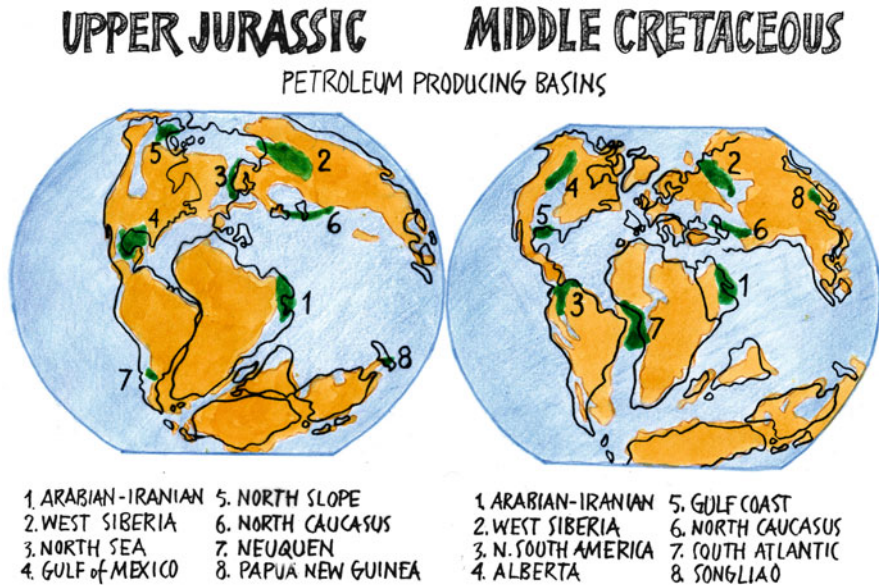 UPPER JURASSIC
MIDDLE CRETACEOUS
PETROLEUM PRODUCING BASINS
5
2
3
4
6
1
7
8
1. ARABIAN-IRANIAN
2. WEST SIBERIA
3. NORTH SEA
4. GULF of MEXICO
5. NORTH SLOPE
6. NORTH CAUCASUS
7. NEUQUEN
8. PAPUA NEW GUINEA
4
2
8
5
6
3
1
7
1. ARABIAN-IRANIAN
2. WEST SIBERIA
3. N. SOUTH AMERICA
4. ALBERTA
5. GULF COAST
6. NORTH CAUCASUS
7. SOUTH ATLANTIC
8. SONGLIAO